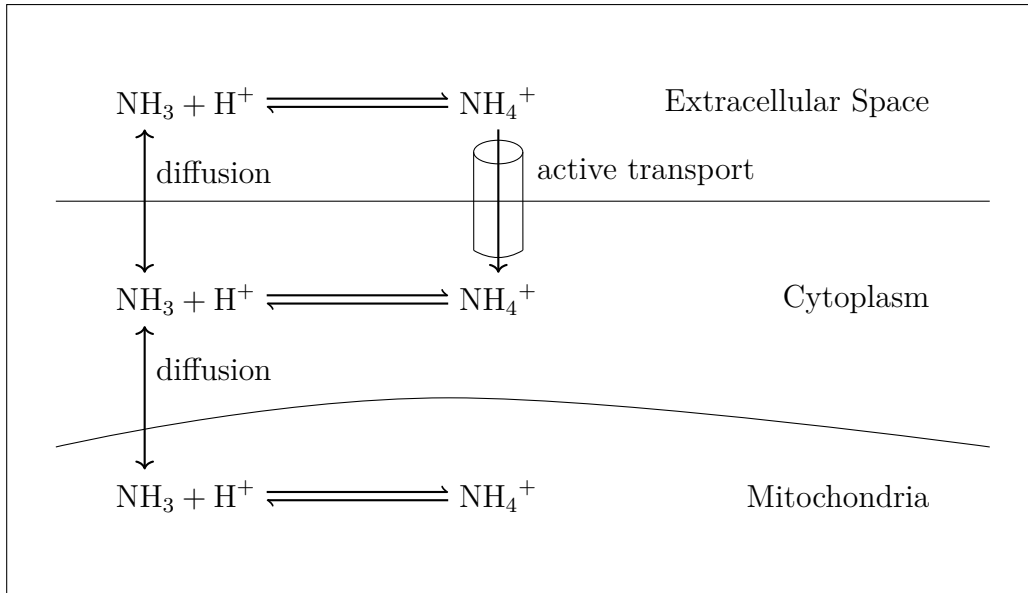 NH₃ + H⁺ ⇌ NH₄⁺ Extracellular Space
diffusion active transport
NH₃ + H⁺ ⇌ NH₄⁺ Cytoplasm
diffusion
NH₃ + H⁺ ⇌ NH₄⁺ Mitochondria